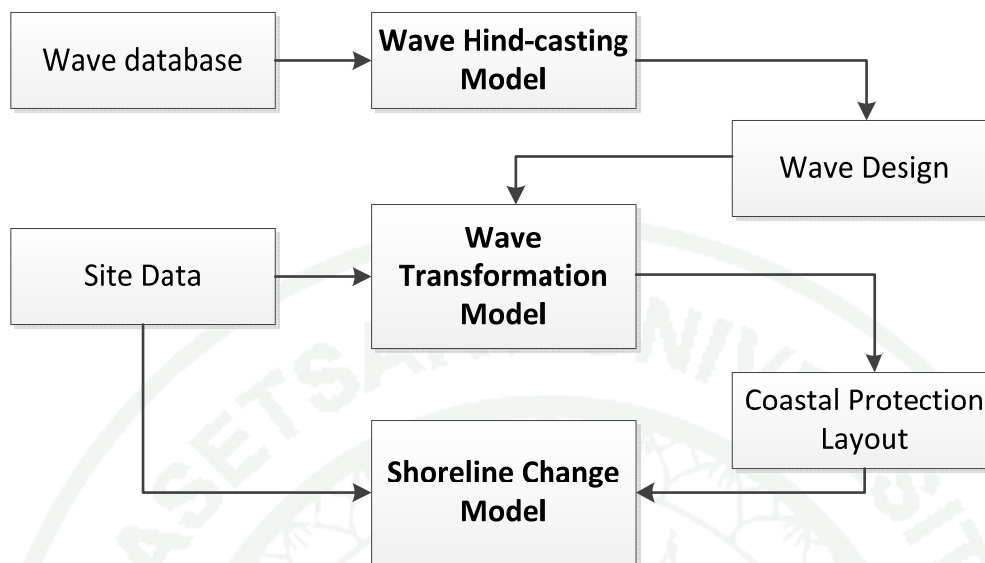 Wave database
Wave Hind-casting
Model
Wave Design
Wave
Transformation
Model
Site Data
Coastal Protection
Layout
Shoreline Change
Model